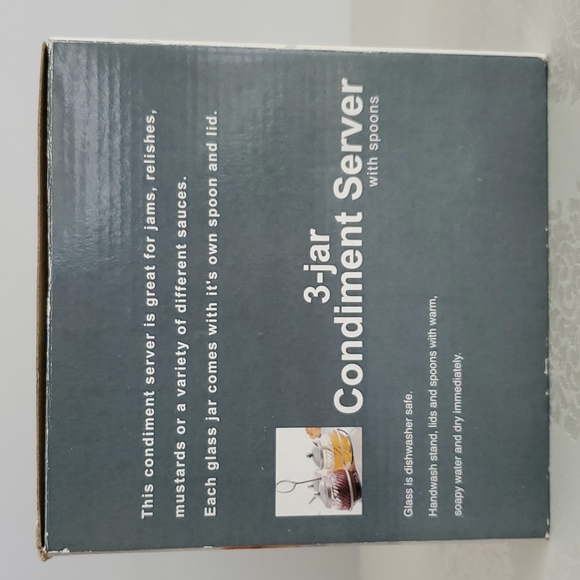 This condiment server is great for jams, relishes,
mustards or a variety of different sauces.
Each glass jar comes with it's own spoon and lid.
3-jar
Condiment Server
with spoons
Glass is dishwasher safe.
Handwash stand, lids and spoons with warm,
soapy water and dry immediately.